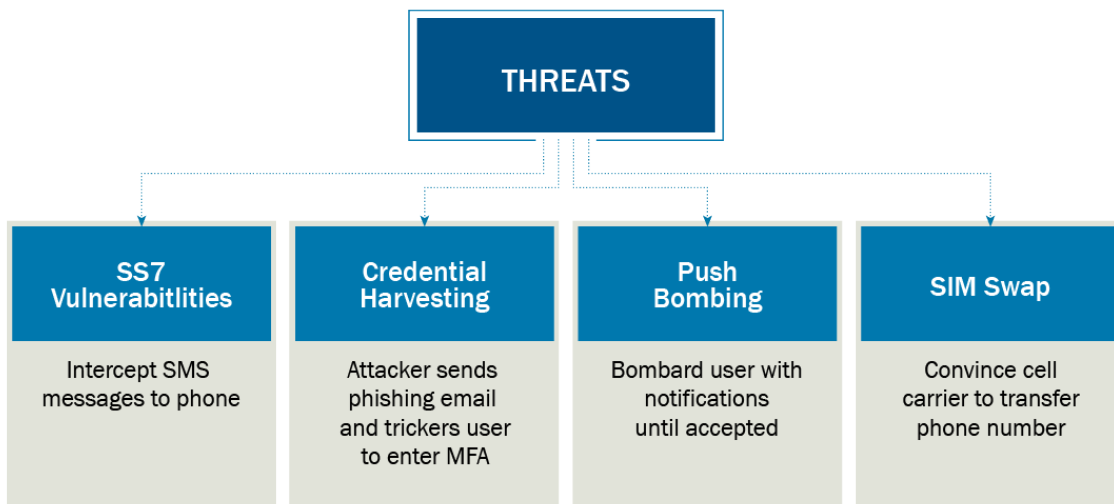 THREATS
SS7
Vulnerabitlities
Intercept SMS
messages to phone
Credential
Harvesting
Attacker sends
phishing email
and trickers user
to enter MFA
Push
Bombing
Bombard user with
notifications
until accepted
SIM Swap
Convince cell
carrier to transfer
phone number